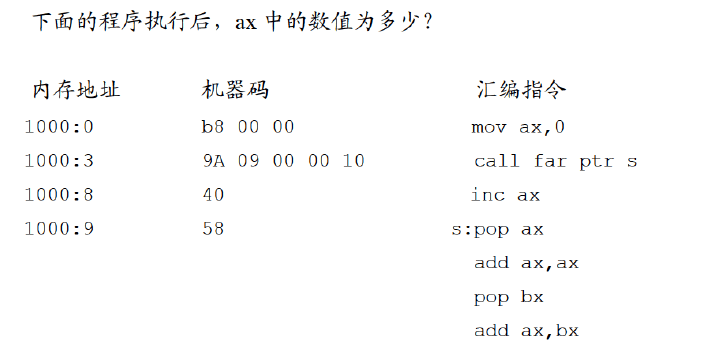 下面的程序执行后，ax 中的数值为多少？
内存地址 机器码 汇编指令
1000:0 b8 00 00 mov ax,0
1000:3 9A 09 00 00 10 call far ptr s
1000:8 40 inc ax
1000:9 58 s:pop ax
add ax,ax
pop bx
add ax,bx